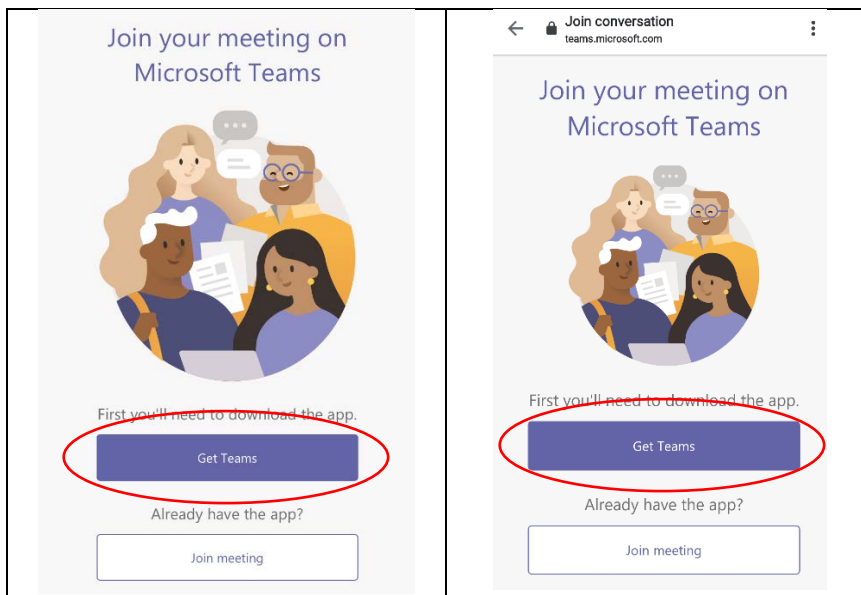 Join your meeting on
Microsoft Teams
First you'll need to download the app.
Get Teams
Already have the app?
Join meeting
Join conversation
teams.microsoft.com
Join your meeting on
Microsoft Teams
First you'll need to download the app.
Get Teams
Already have the app?
Join meeting